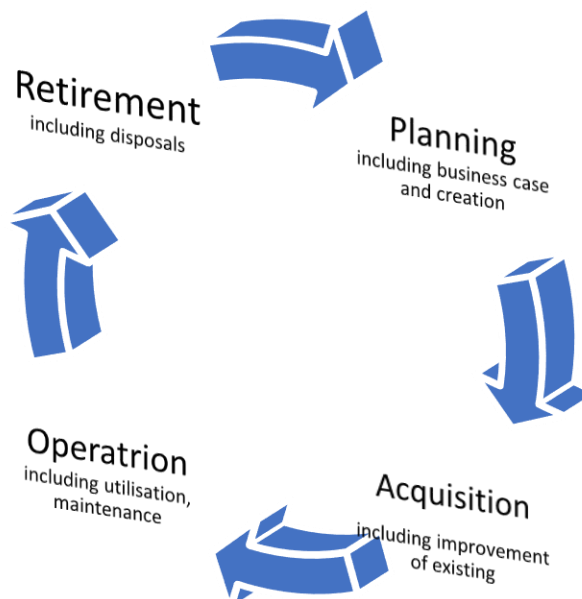 Retirement
including disposals
Planning
including business case
and creation
Operatrion
including utilisation,
maintenance
Acquisition
including improvement
of existing